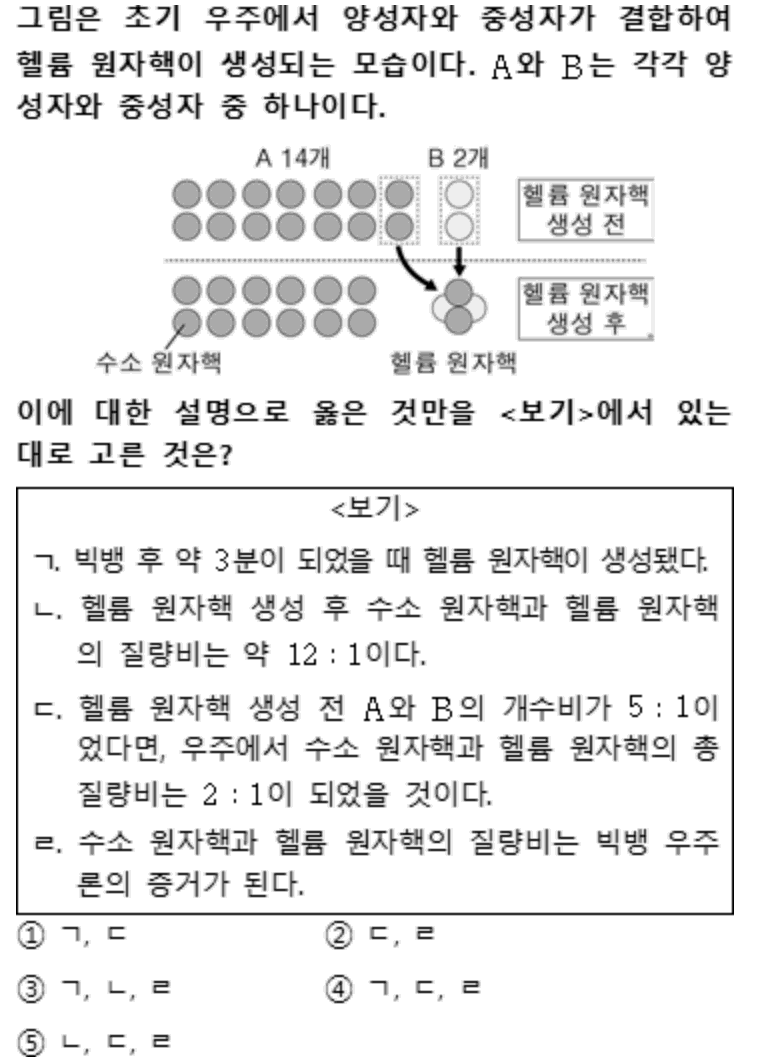 그림은 초기 우주에서 양성자와 중성자가 결합하여
헬륨 원자핵이 생성되는 모습이다. A와 B는 각각 양
성자와 중성자 중 하나이다.
A 14개
B 2개
헬륨 원자핵
생성 전
헬륨 원자핵
생성 후
수소 원자핵
헬륨 원자핵
이에 대한 설명으로 옳은 것만을 <보기>에서 있는
대로 고른 것은?
<보기>
ㄱ. 빅뱅 후 약 3분이 되었을 때 헬륨 원자핵이 생성됐다.
ㄴ. 헬륨 원자핵 생성 후 수소 원자핵과 헬륨 원자핵
의 질량비는 약 12 : 1이다.
ㄷ. 헬륨 원자핵 생성 전 A와 B의 개수비가 5 : 1이
었다면, 우주에서 수소 원자핵과 헬륨 원자핵의 총
질량비는 2 : 1이 되었을 것이다.
ㄹ. 수소 원자핵과 헬륨 원자핵의 질량비는 빅뱅 우주
론의 증거가 된다.
① ㄱ, ㄷ
② ㄷ, ㄹ
③ ㄱ, ㄴ, ㄹ
④ ㄱ, ㄷ, ㄹ
⑤ ㄴ, ㄷ, ㄹ